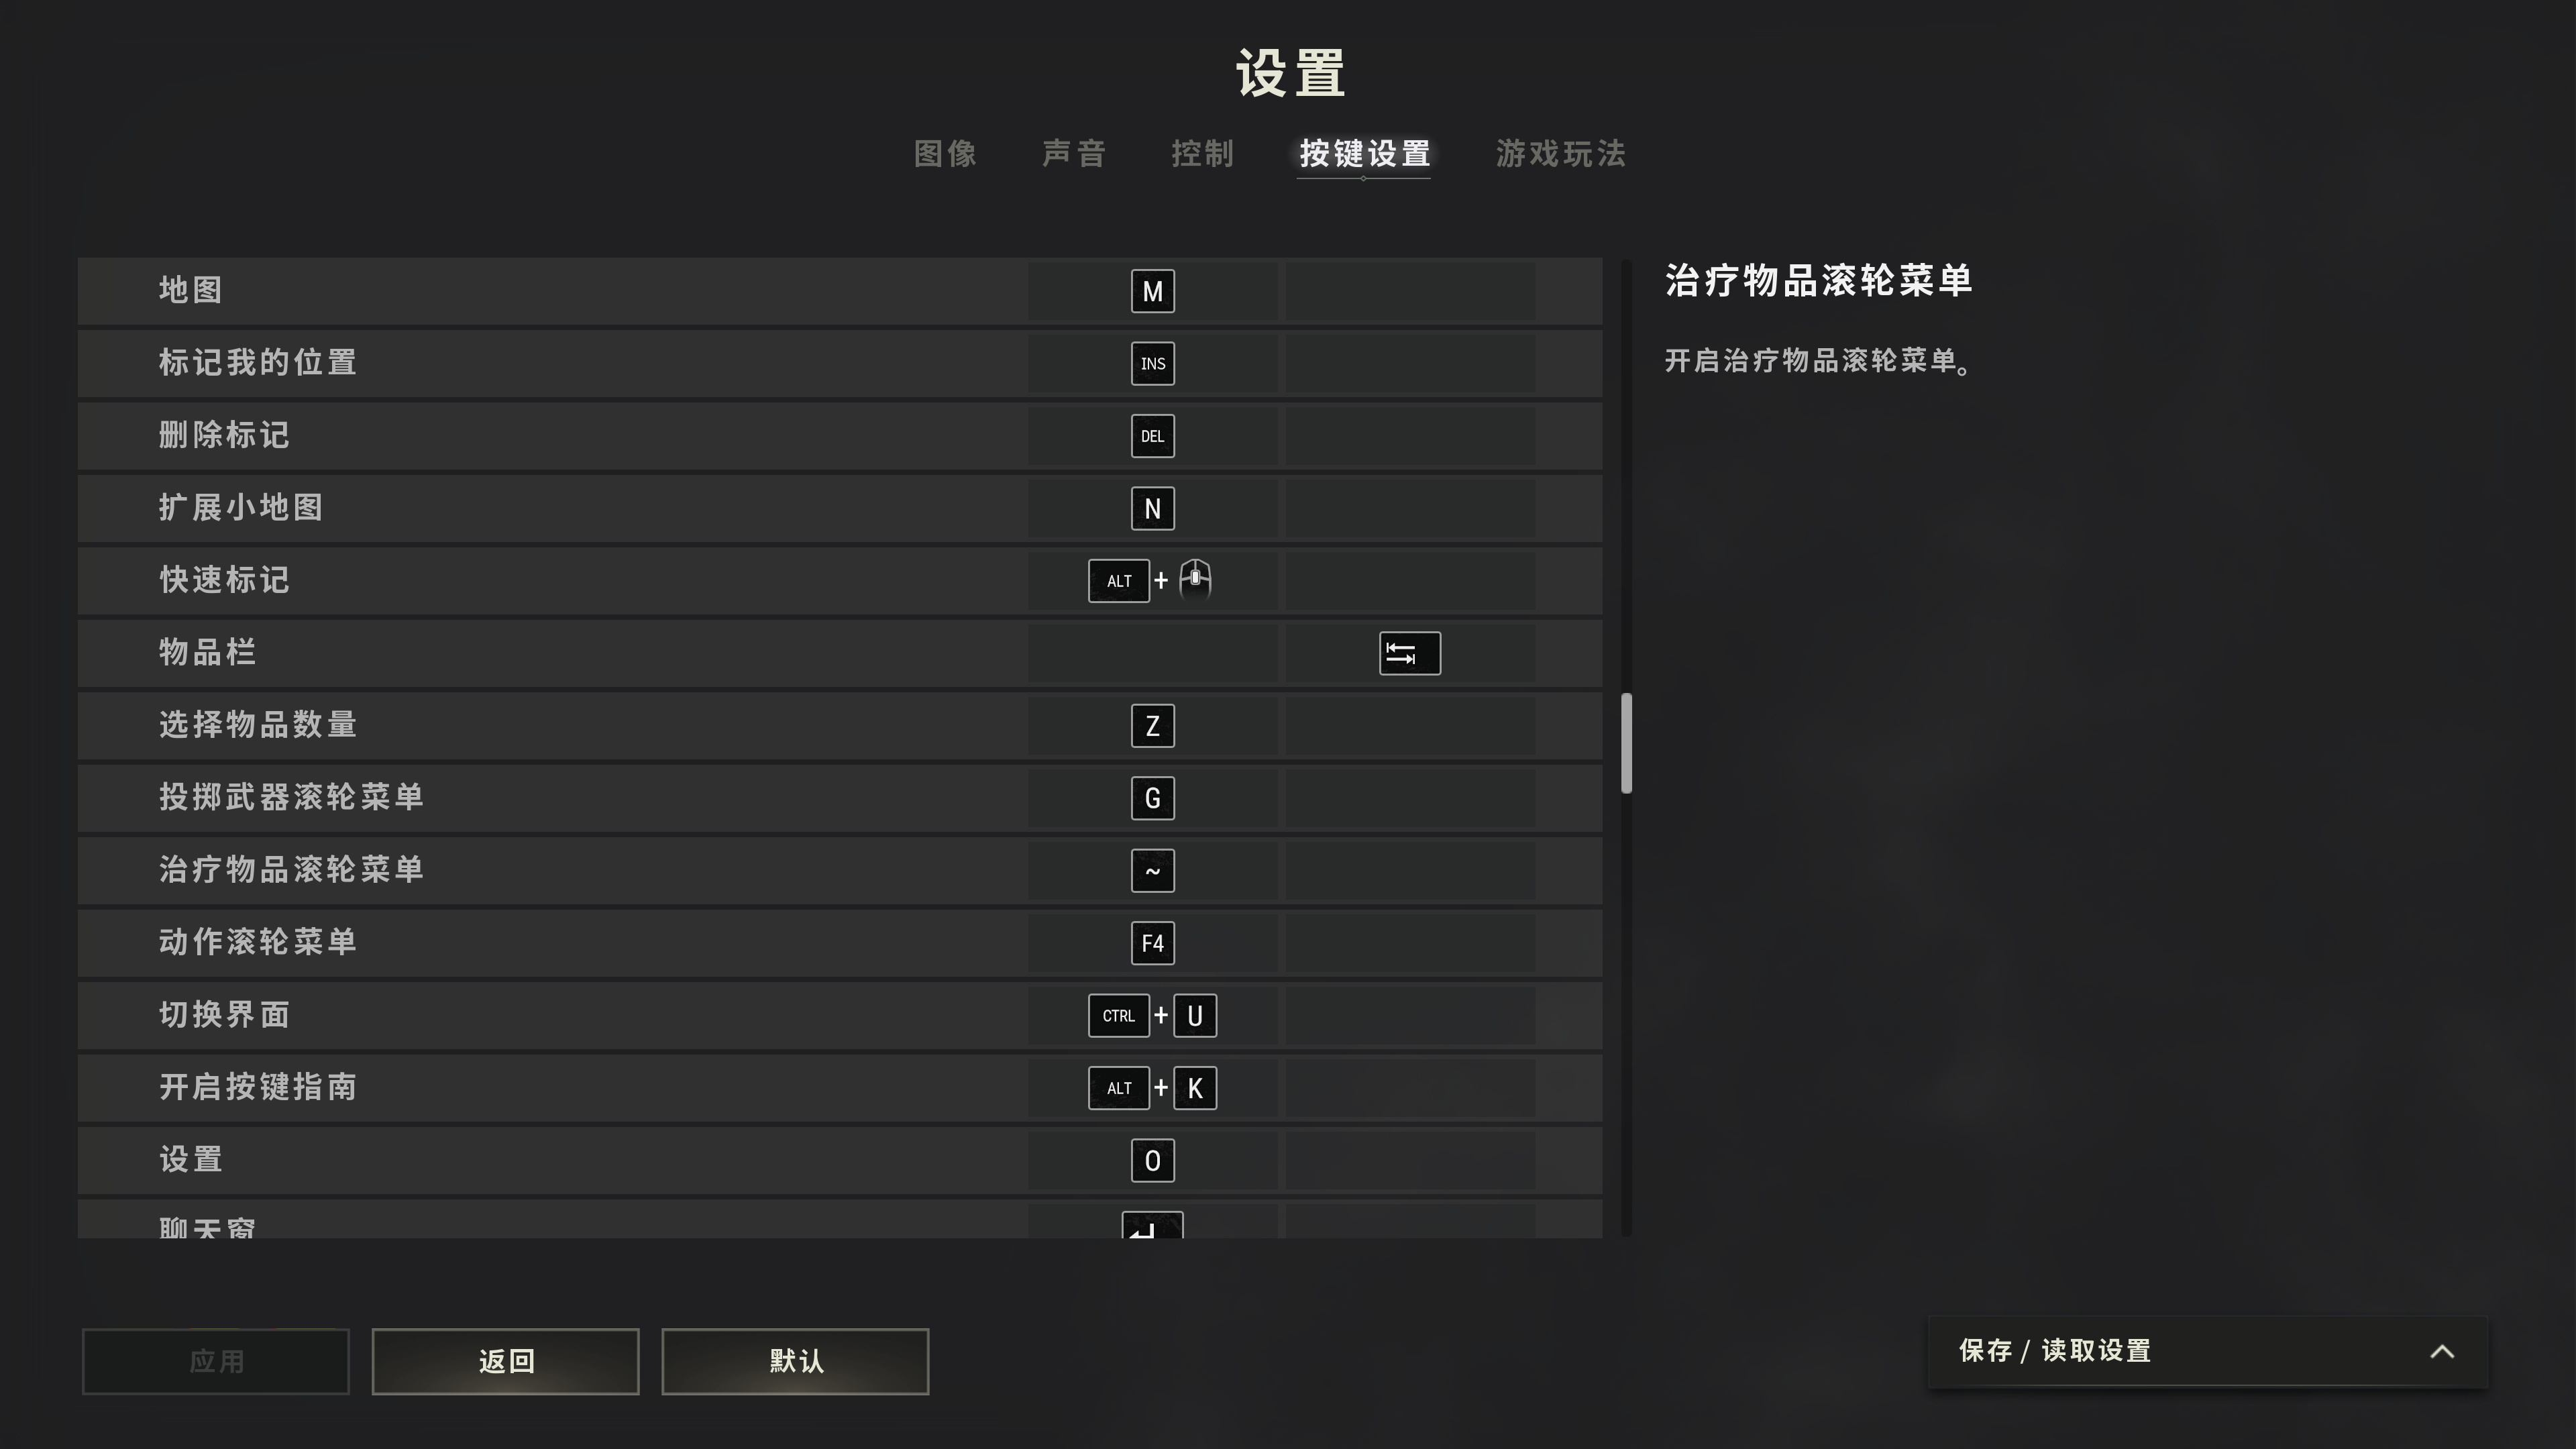 设置
图像 声音 控制 按键设置 游戏玩法
地图 M
标记我的位置 INS
删除标记 DEL
扩展小地图 N
快速标记 ALT +
物品栏
选择物品数量 Z
投掷武器滚轮菜单 G
治疗物品滚轮菜单 ~
动作滚轮菜单 F4
切换界面 CTRL + U
开启按键指南 ALT + K
设置 O
聊天窗
治疗物品滚轮菜单
开启治疗物品滚轮菜单。
应用 返回 默认
保存 / 读取设置